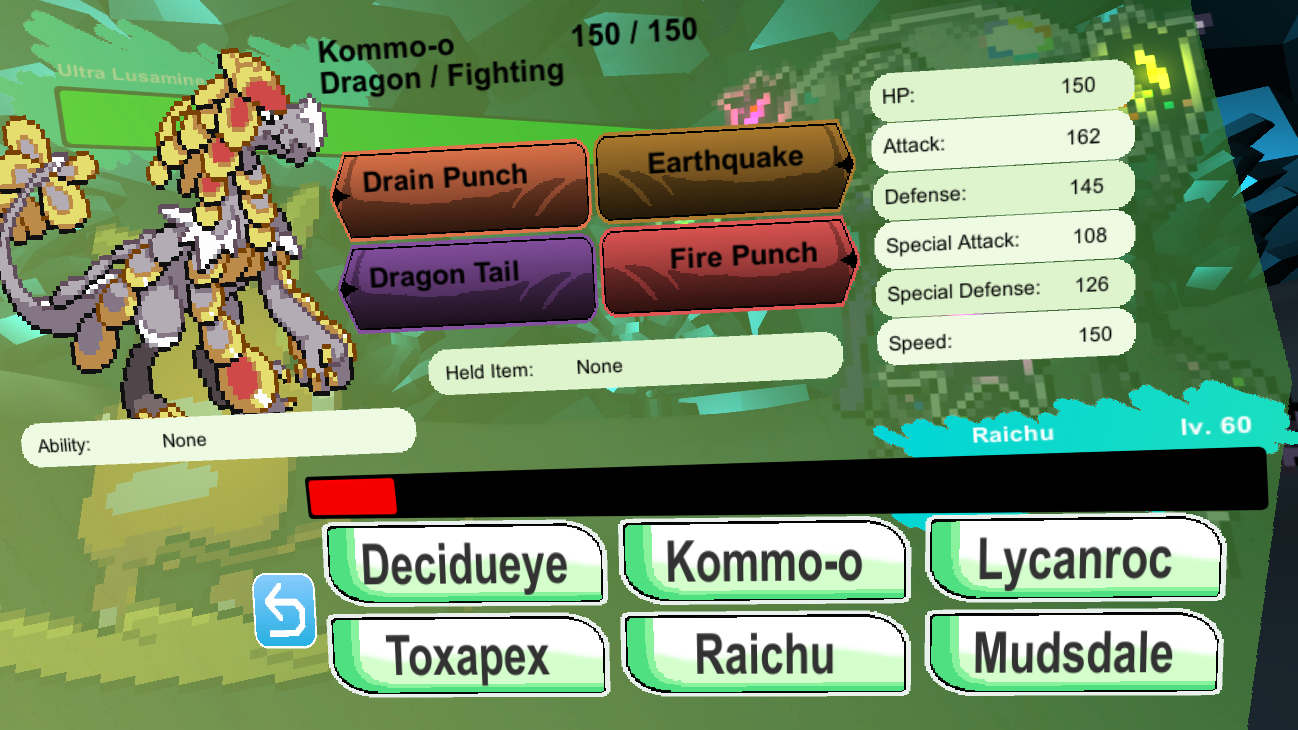 Kommo-o
150 / 150
Dragon / Fighting
Ultra Lusamine
HP: 150
Attack: 162
Defense: 145
Special Attack: 108
Special Defense: 126
Speed: 150
Drain Punch
Earthquake
Dragon Tail
Fire Punch
Held Item: None
Ability: None
Raichu
lv. 60
Decidueye
Kommo-o
Lycanroc
Toxapex
Raichu
Mudsdale